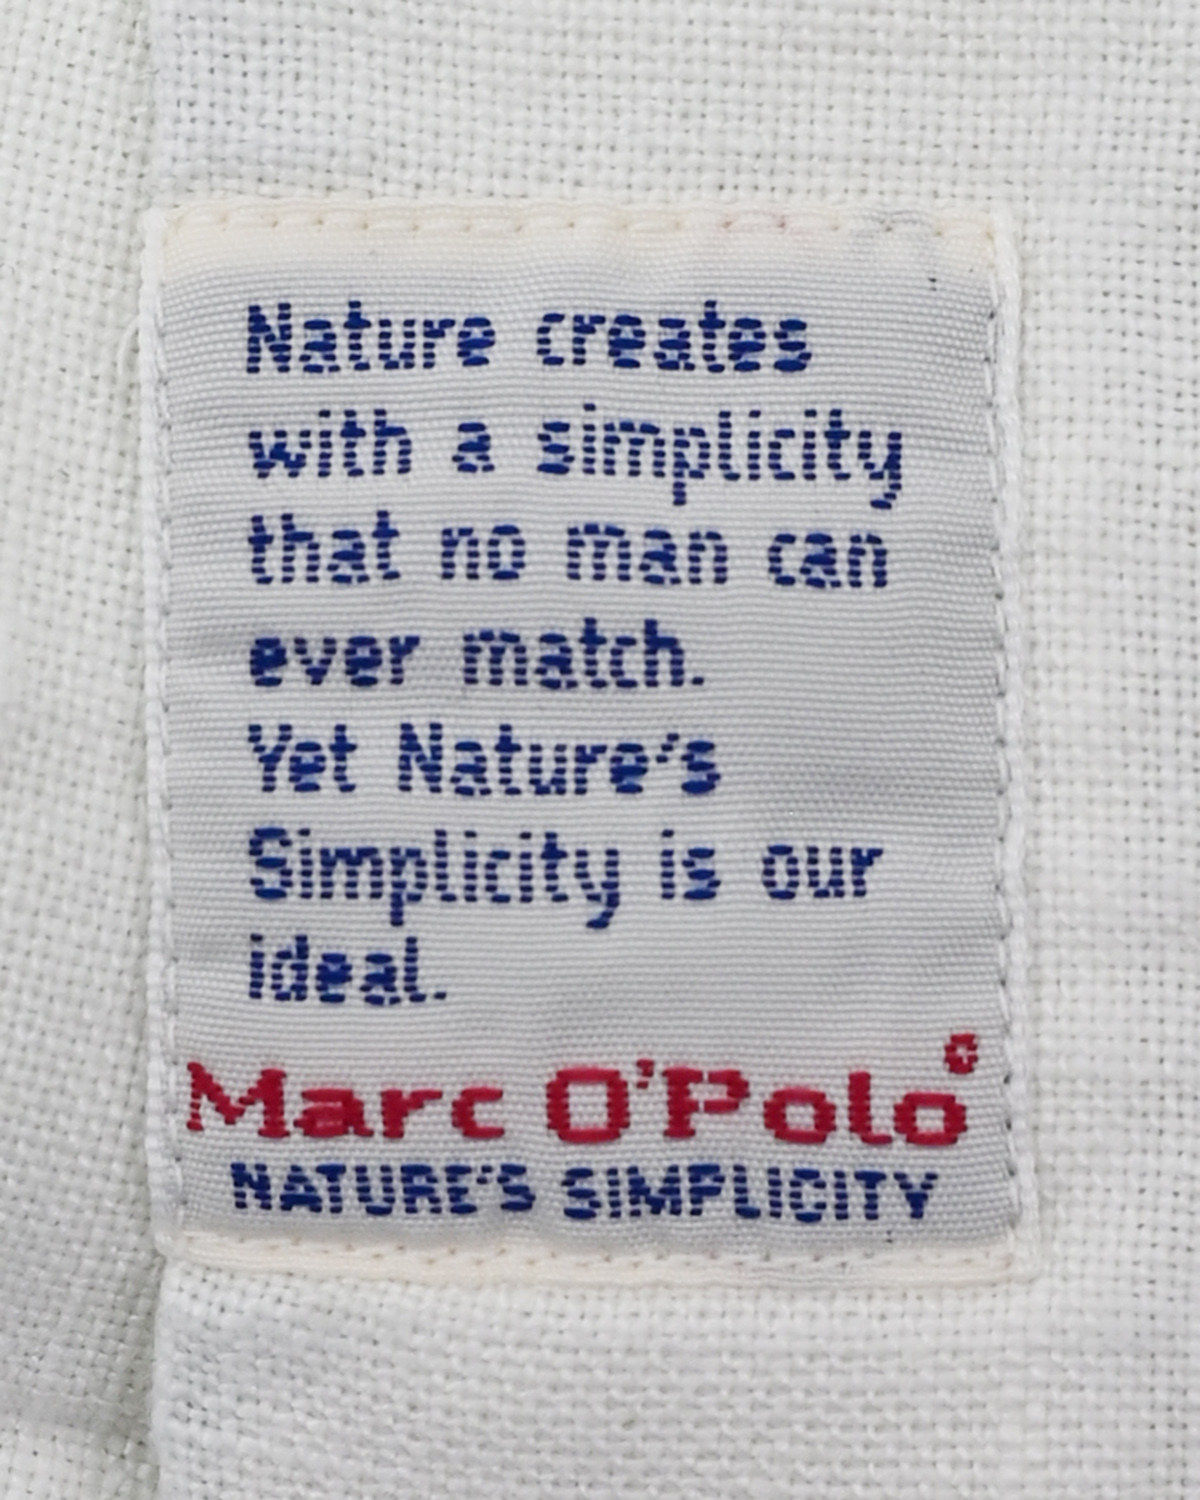 Nature creates
with a simplicity
that no man can
ever match.
Yet Nature's
Simplicity is our
ideal.
Marc O'Polo®
NATURE'S SIMPLICITY